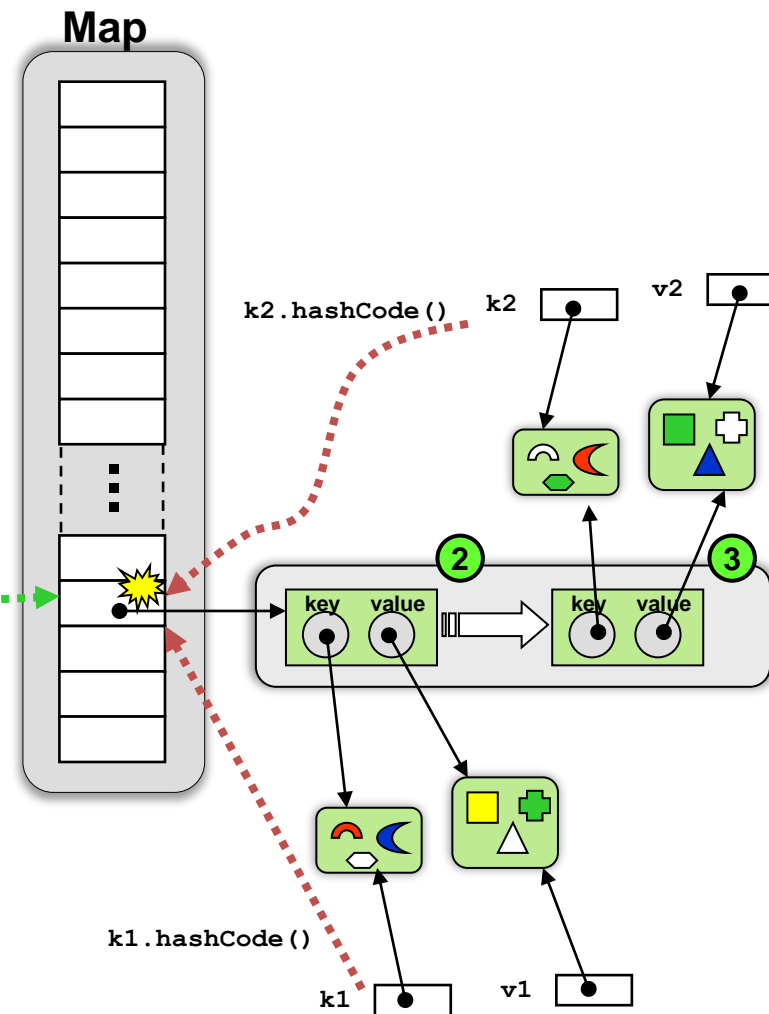 Map
k2.hashCode()
k2
v2
2
3
key value
key value
k1.hashCode()
k1
v1